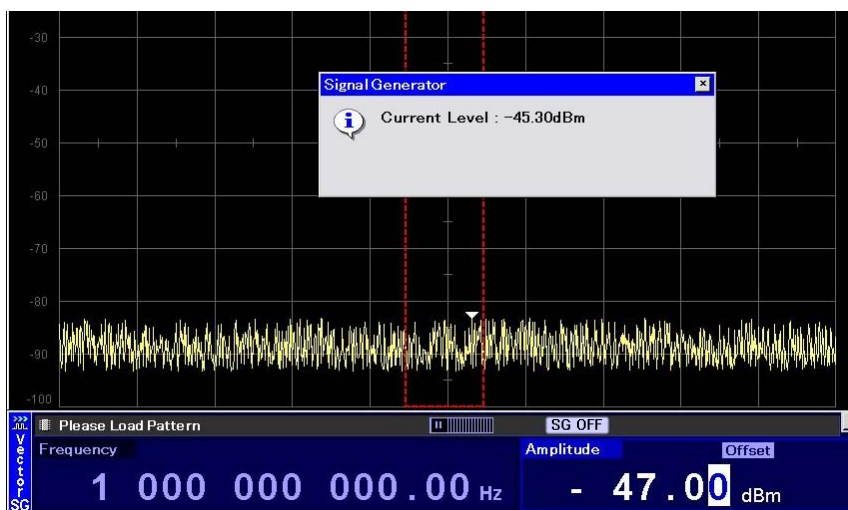 -30
Signal Generator
-40
Current Level : -45.30dBm
-50
-60
-70
-80
-90
-100
Please Load Pattern SG OFF
Vector SG
Frequency Amplitude Offset
1 000 000 000.00 Hz - 47.00 dBm